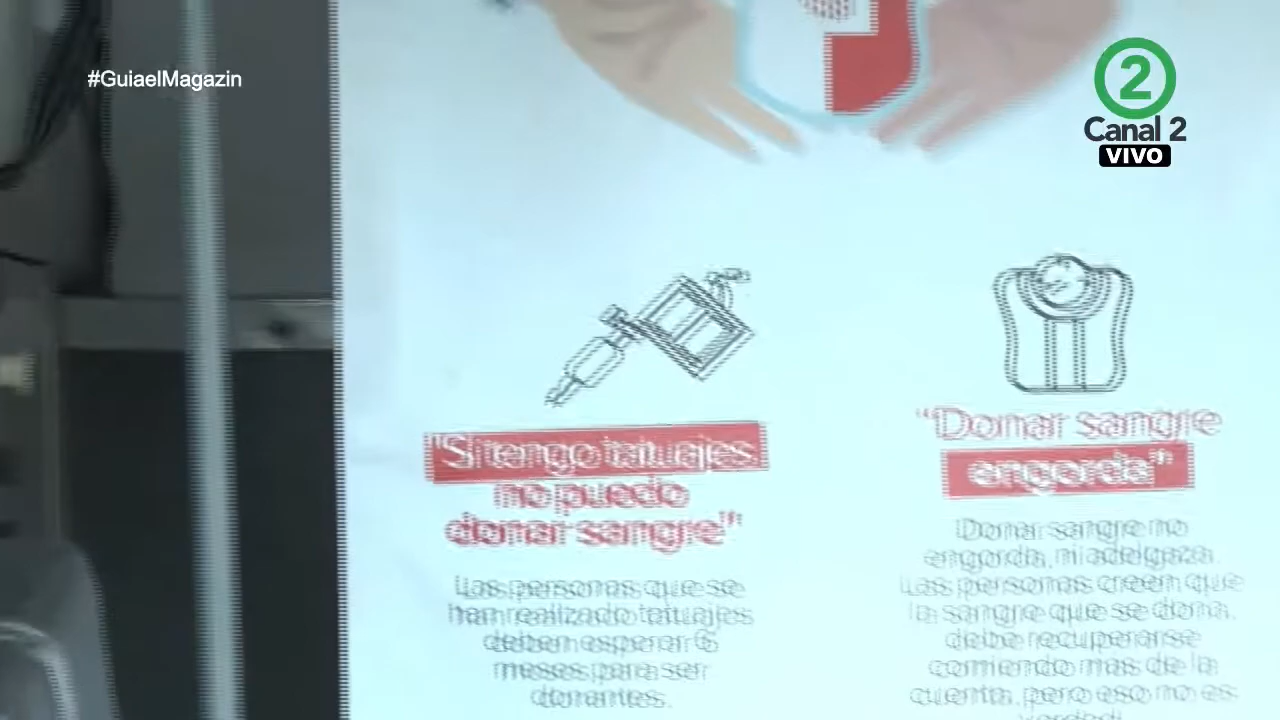 #GuiaelMagazin
2
Canal 2
VIVO
"Si tengo tatuajes
no puedo
donar sangre"
Las personas que se
han realizado tatuajes
deben esperar 6
meses para ser
donantes.
"Donar sangre
engorda"
Donar sangre no
engorda, ni adelgaza.
Las personas creen que
la sangre que se dona,
debe recuperarse
comiendo mas de la
cuenta, pero eso no es